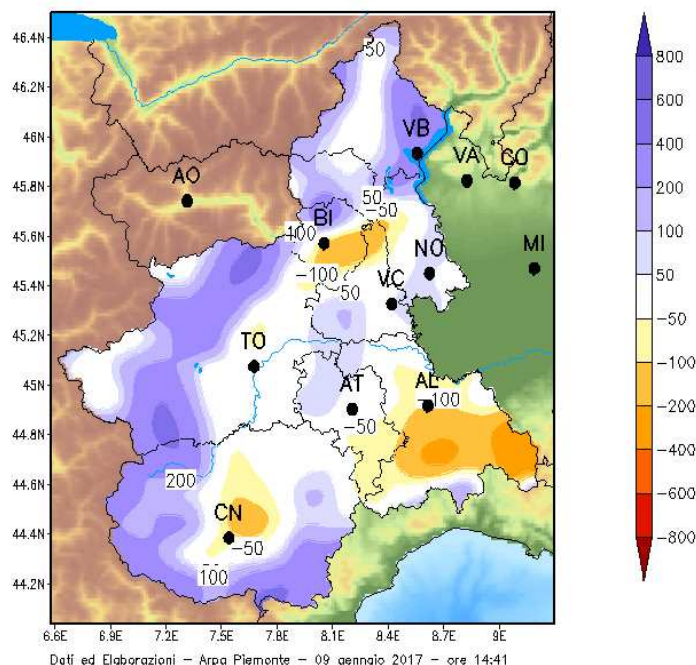 46.4N
46.2N
46N
45.8N
45.6N
45.4N
45.2N
45N
44.8N
44.6N
44.4N
44.2N
50
VB
VA
CO
AO
50
-50
BI
100
-100
NO
MI
VC
50
TO
AT
AL
-100
-50
200
CN
-50
100
6.6E 6.9E 7.2E 7.5E 7.8E 8.1E 8.4E 8.7E 9E
800
600
400
200
100
50
-50
-100
-200
-400
-600
-800
Dati ed Elaborazioni - Arpa Piemonte - 09 gennaio 2017 - ore 14:41